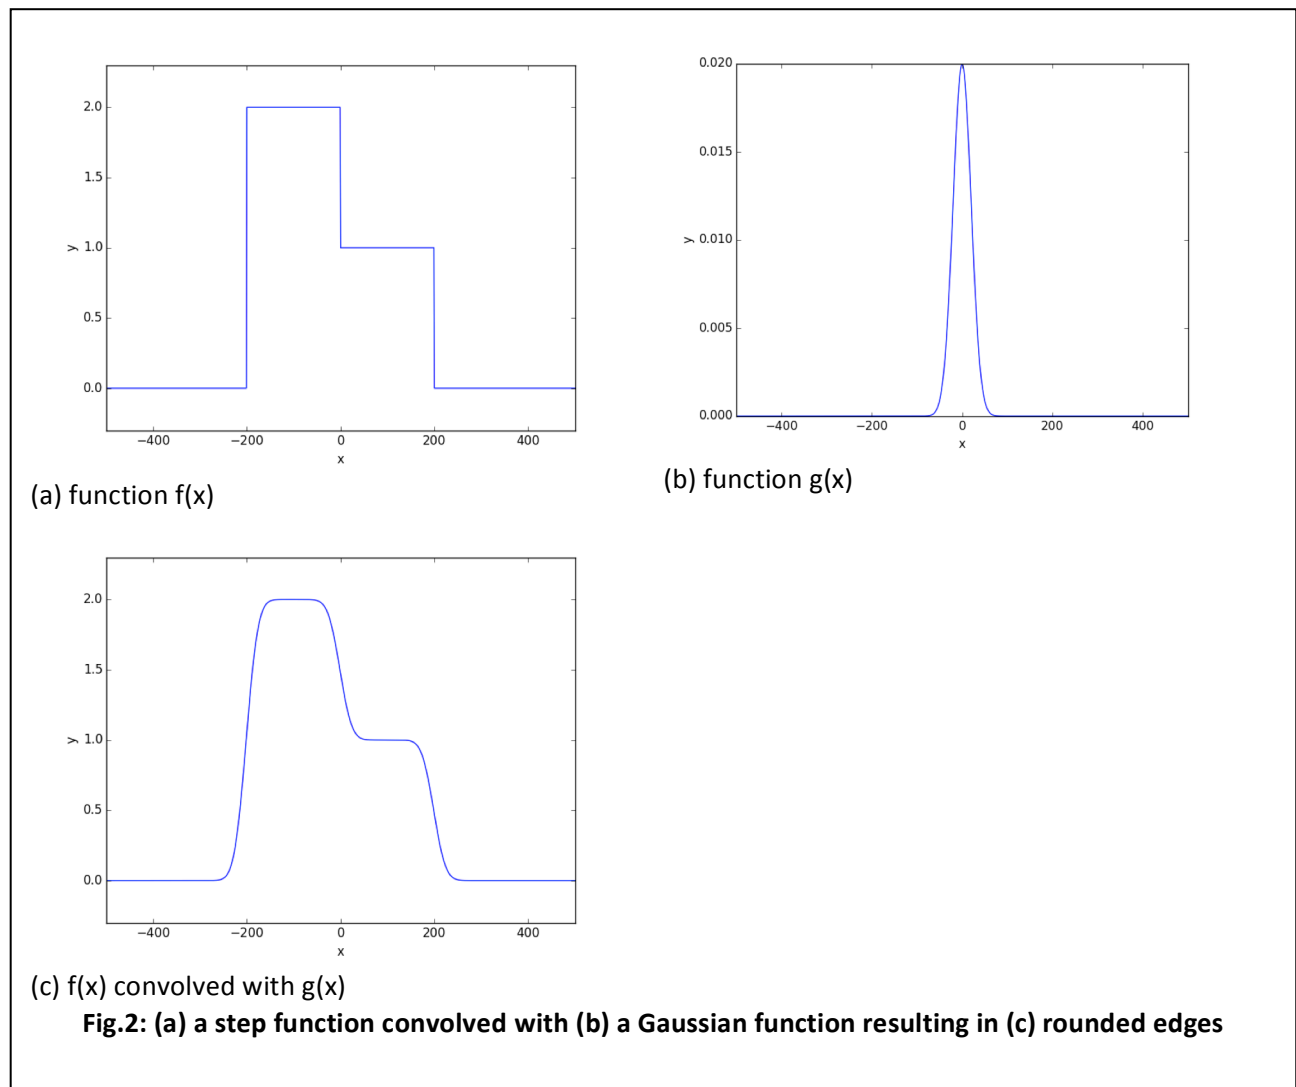 2.0
1.5
y 1.0
0.5
0.0
−400 −200 0 200 400
x
(a) function f(x)
0.020
0.015
y 0.010
0.005
0.000
−400 −200 0 200 400
x
(b) function g(x)
2.0
1.5
y 1.0
0.5
0.0
−400 −200 0 200 400
x
(c) f(x) convolved with g(x)
Fig.2: (a) a step function convolved with (b) a Gaussian function resulting in (c) rounded edges